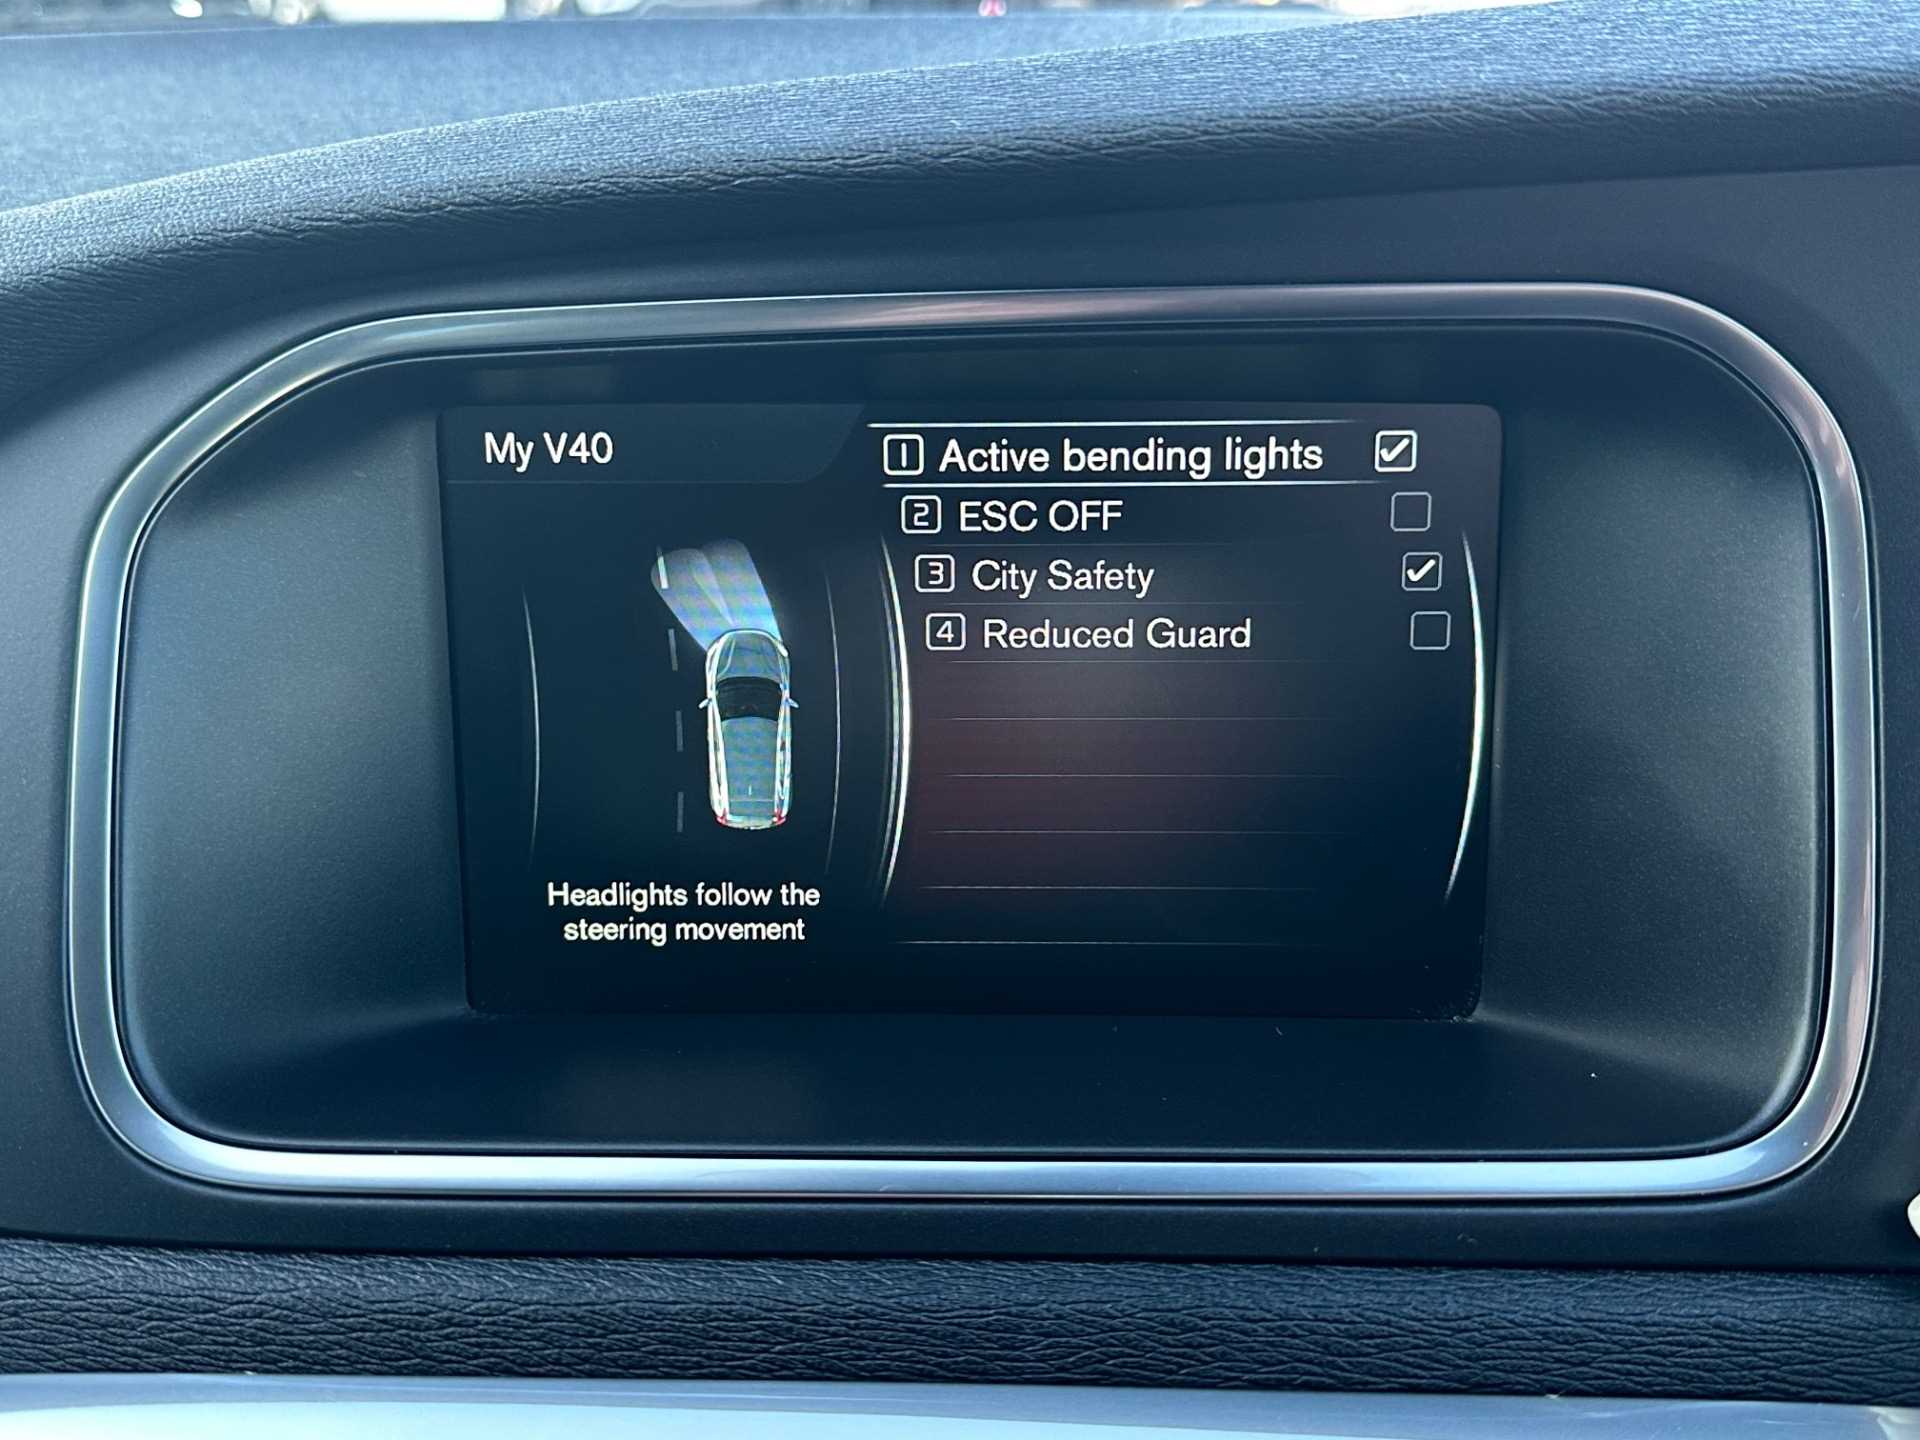 My V40
1 Active bending lights
2 ESC OFF
3 City Safety
4 Reduced Guard
Headlights follow the
steering movement